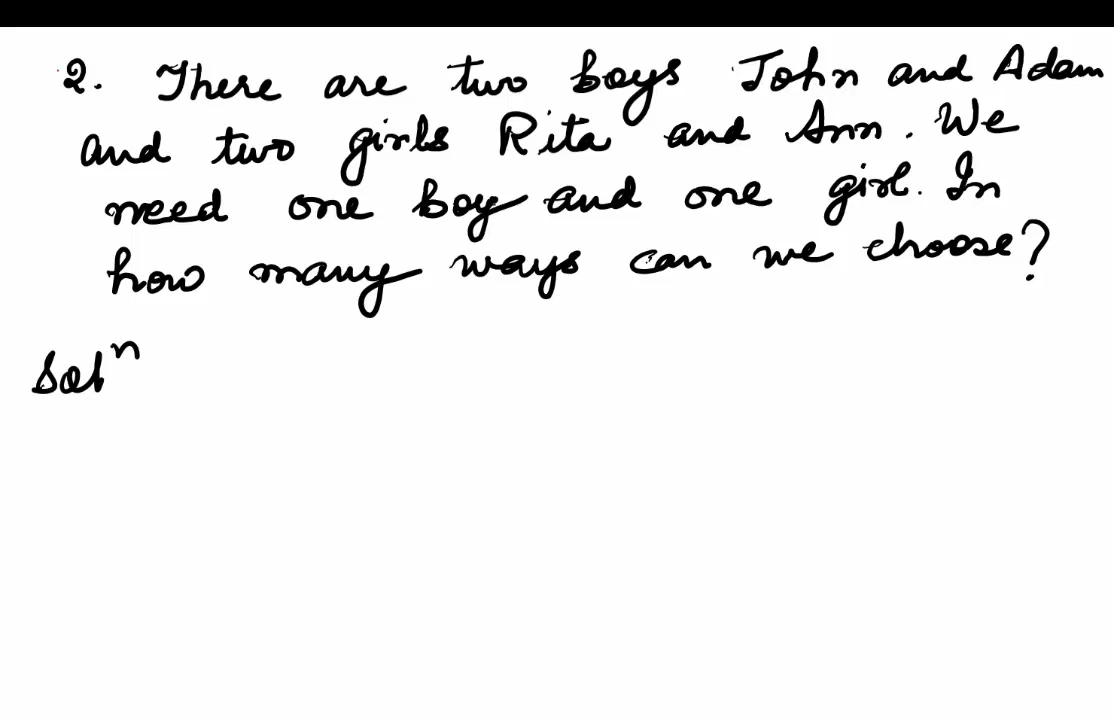 2. There are two boys John and Adam
and two girls Rita and Ann. We
need one boy and one girl. In
how many ways can we choose?
Solⁿ